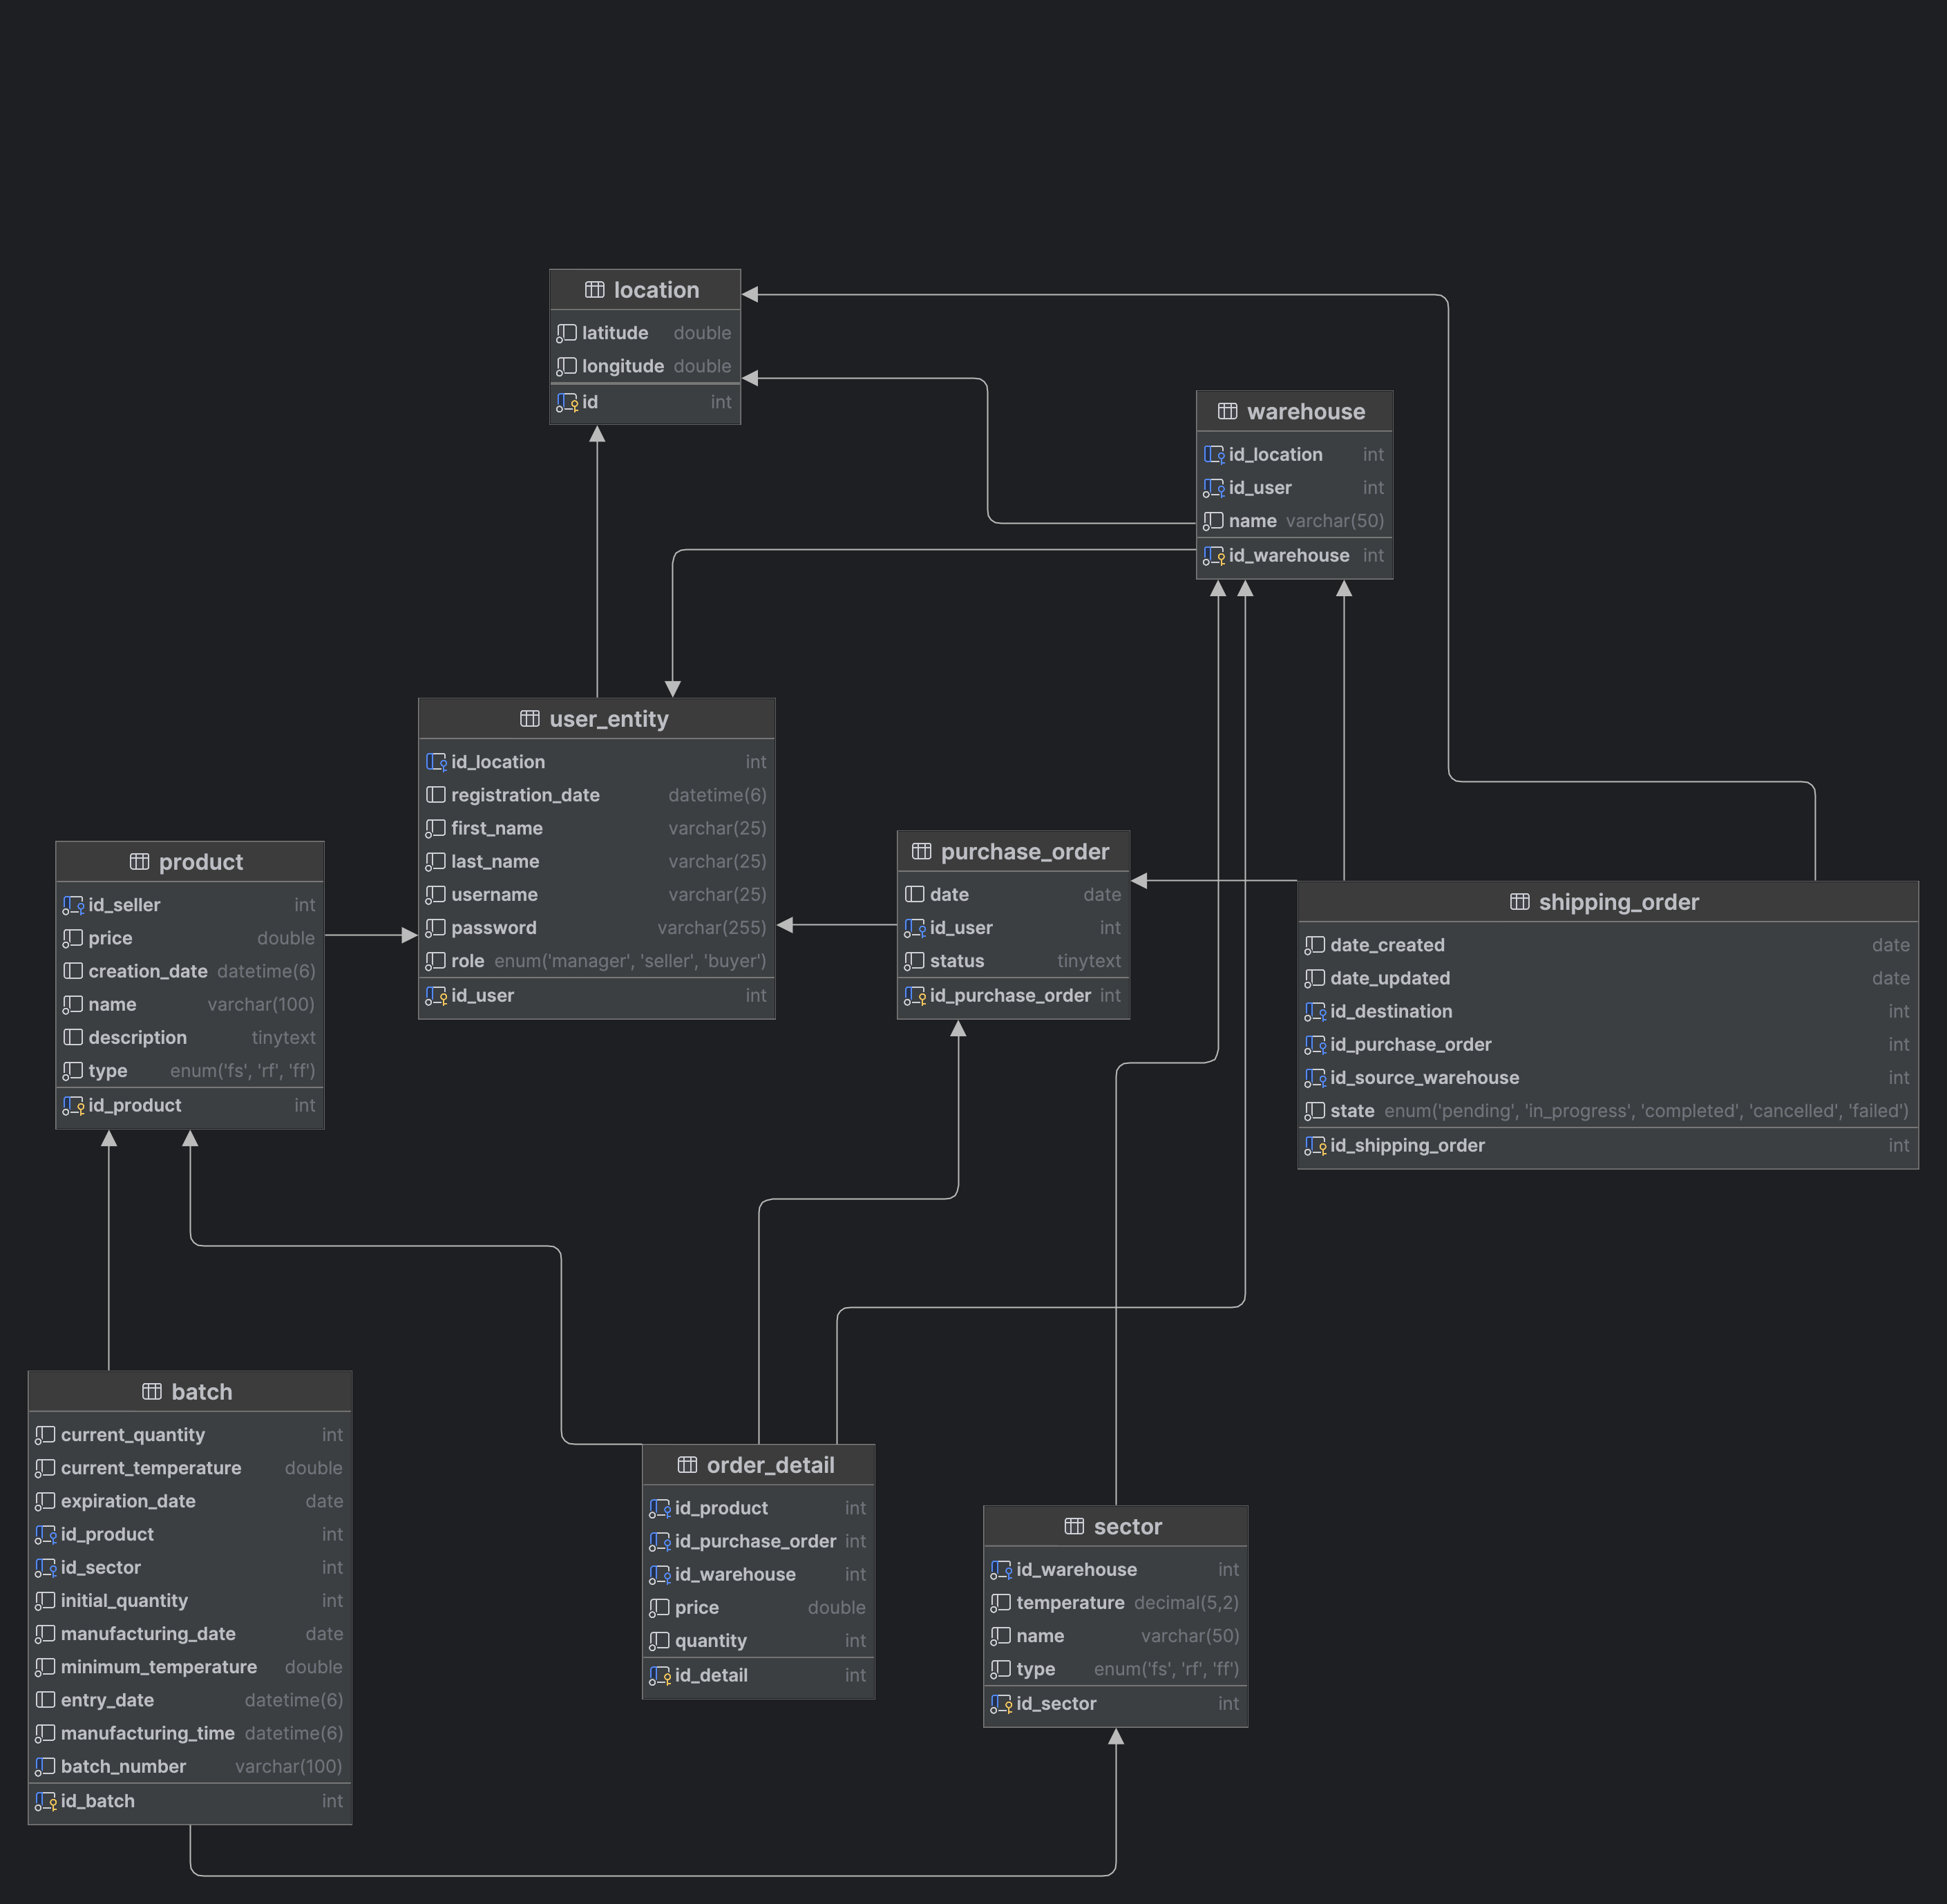 location
latitude double
longitude double
id int
warehouse
id_location int
id_user int
name varchar(50)
id_warehouse int
user_entity
id_location int
registration_date datetime(6)
first_name varchar(25)
last_name varchar(25)
username varchar(25)
password varchar(255)
role enum('manager', 'seller', 'buyer')
id_user int
product
id_seller int
price double
creation_date datetime(6)
name varchar(100)
description tinytext
type enum('fs', 'rf', 'ff')
id_product int
purchase_order
date date
id_user int
status tinytext
id_purchase_order int
shipping_order
date_created date
date_updated date
id_destination int
id_purchase_order int
id_source_warehouse int
state enum('pending', 'in_progress', 'completed', 'cancelled', 'failed')
id_shipping_order int
batch
current_quantity int
current_temperature double
expiration_date date
id_product int
id_sector int
initial_quantity int
manufacturing_date date
minimum_temperature double
entry_date datetime(6)
manufacturing_time datetime(6)
batch_number varchar(100)
id_batch int
order_detail
id_product int
id_purchase_order int
id_warehouse int
price double
quantity int
id_detail int
sector
id_warehouse int
temperature decimal(5,2)
name varchar(50)
type enum('fs', 'rf', 'ff')
id_sector int